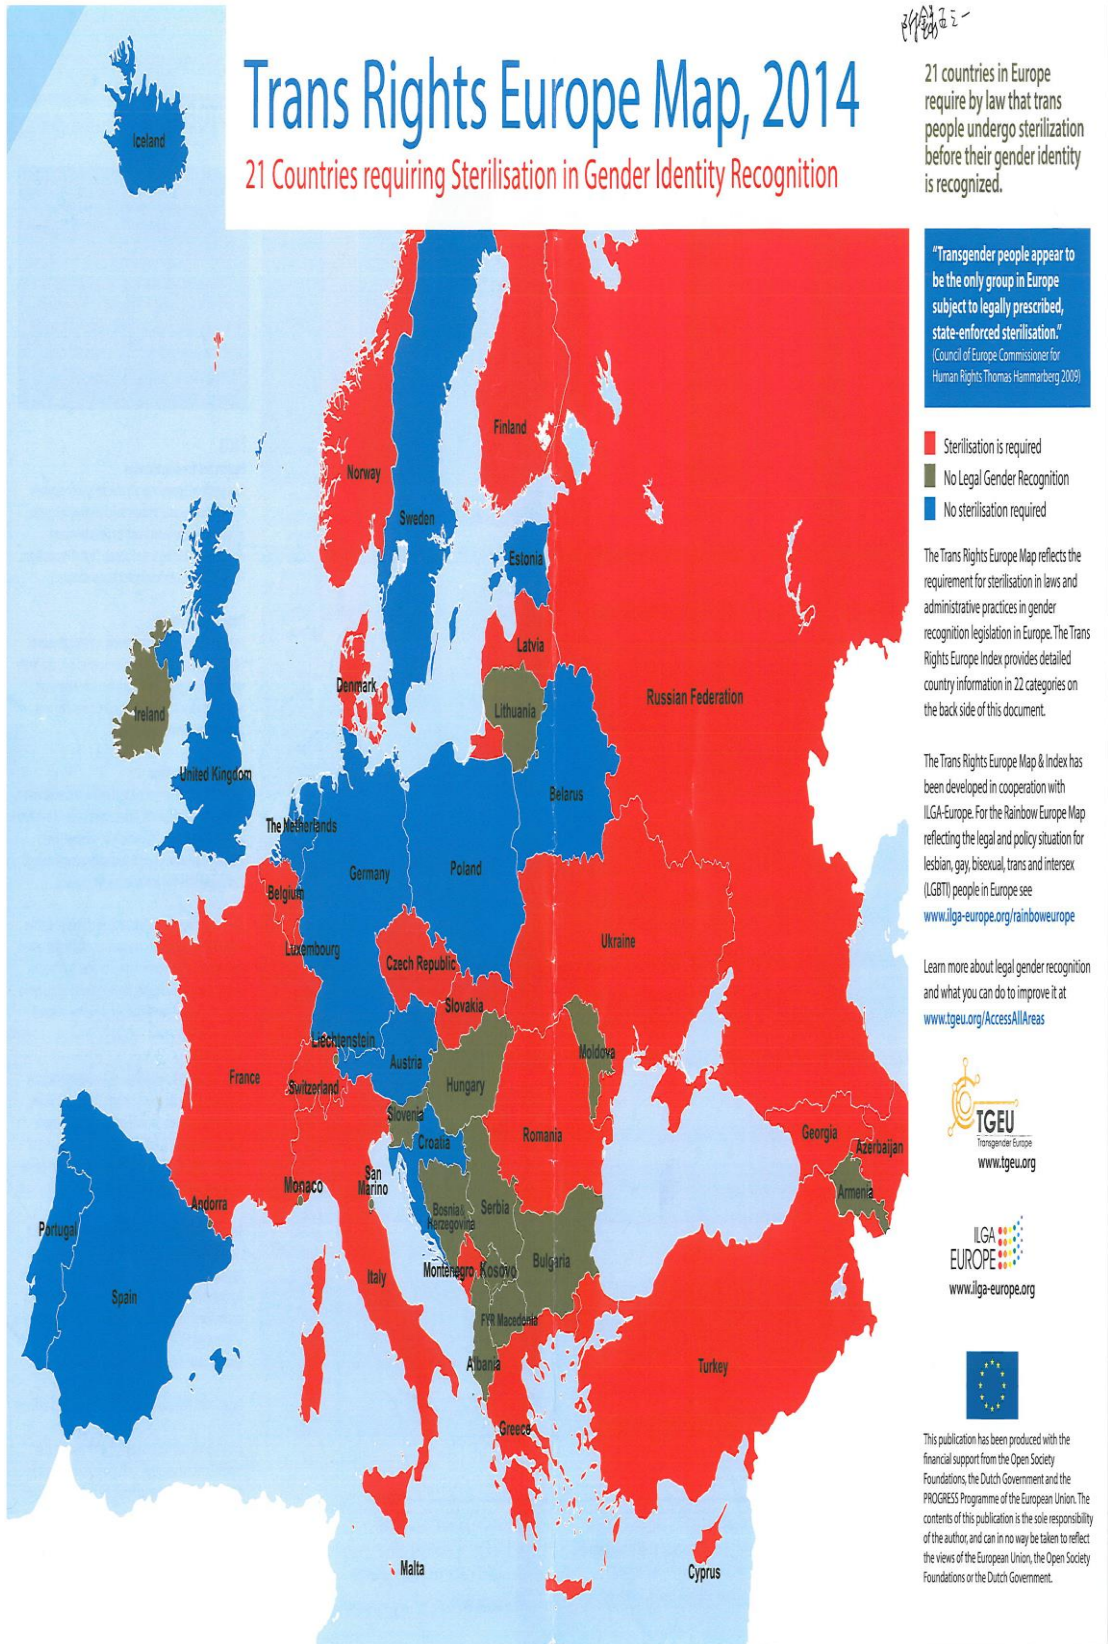 Trans Rights Europe Map, 2014
21 Countries requiring Sterilisation in Gender Identity Recognition
21 countries in Europe
require by law that trans
people undergo sterilization
before their gender identity
is recognized.
"Transgender people appear to
be the only group in Europe
subject to legally prescribed,
state-enforced sterilisation."
(Council of Europe Commissioner for
Human Rights Thomas Hammarberg 2009)
Sterilisation is required
No Legal Gender Recognition
No sterilisation required
The Trans Rights Europe Map reflects the
requirement for sterilisation in laws and
administrative practices in gender
recognition legislation in Europe. The Trans
Rights Europe Index provides detailed
country information in 22 categories on
the back side of this document.
The Trans Rights Europe Map & Index has
been developed in cooperation with
ILGA-Europe. For the Rainbow Europe Map
reflecting the legal and policy situation for
lesbian, gay, bisexual, trans and intersex
(LGBTI) people in Europe see
www.ilga-europe.org/rainboweurope
Learn more about legal gender recognition
and what you can do to improve it at
www.tgeu.org/AccessAllAreas
TGEU
Transgender Europe
www.tgeu.org
ILGA
EUROPE
www.ilga-europe.org
This publication has been produced with the
financial support from the Open Society
Foundations, the Dutch Government and the
PROGRESS Programme of the European Union. The
contents of this publication is the sole responsibility
of the author, and can in no way be taken to reflect
the views of the European Union, the Open Society
Foundations or the Dutch Government.
Iceland
Finland
Norway
Sweden
Estonia
Latvia
Denmark
Russian Federation
Lithuania
Ireland
United Kingdom
Belarus
The Netherlands
Poland
Germany
Belgium
Ukraine
Luxembourg
Czech Republic
Slovakia
Liechtenstein
Moldova
Austria
France
Switzerland
Hungary
Slovenia
Georgia
Romania
Croatia
Azerbaijan
San
Marino
Monaco
Armenia
Andorra
Serbia
Bosnia &
Herzegovina
Portugal
Bulgaria
Montenegro
Kosovo
Italy
Spain
FYR Macedonia
Albania
Turkey
Greece
Malta
Cyprus